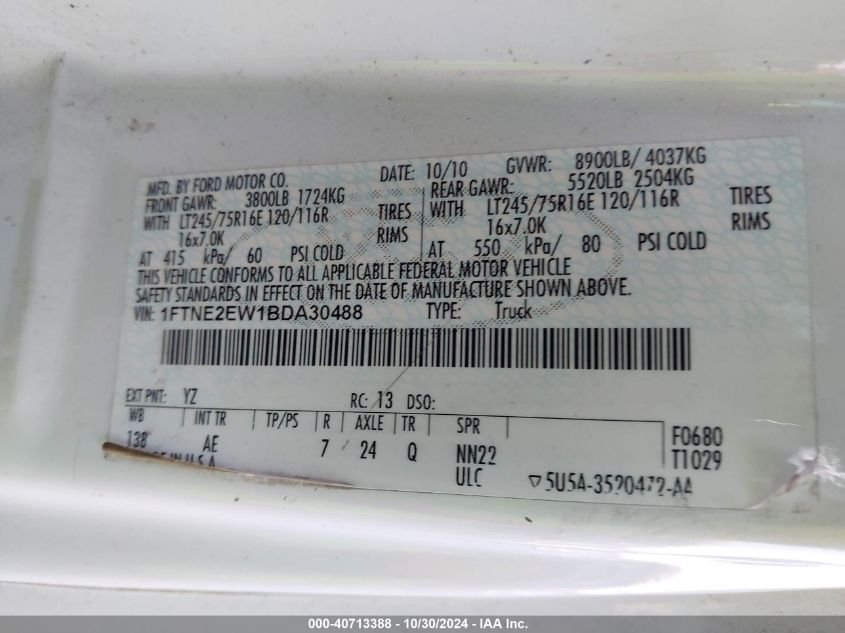 MFD. BY FORD MOTOR CO. DATE: 10/10 GVWR: 8900LB/ 4037KG
FRONT GAWR: 3800LB 1724KG REAR GAWR: 5520LB 2504KG
WITH LT245/75R16E 120/116R TIRES WITH LT245/75R16E 120/116R TIRES
16x7.0K RIMS 16x7.0K RIMS
AT 415 kPa/ 60 PSI COLD AT 550 kPa/ 80 PSI COLD
THIS VEHICLE CONFORMS TO ALL APPLICABLE FEDERAL MOTOR VEHICLE
SAFETY STANDARDS IN EFFECT ON THE DATE OF MANUFACTURE SHOWN ABOVE.
VIN: 1FTNE2EW1BDA30488 TYPE: Truck
EXT PNT: YZ RC: 13 DSO:
WB INT TR TP/PS R AXLE TR SPR
138 AE 7 24 Q NN22 F0680
IN U.S.A ULC T1029
▽5U5A-3520472-AA
000-40713388 - 10/30/2024 - IAA Inc.